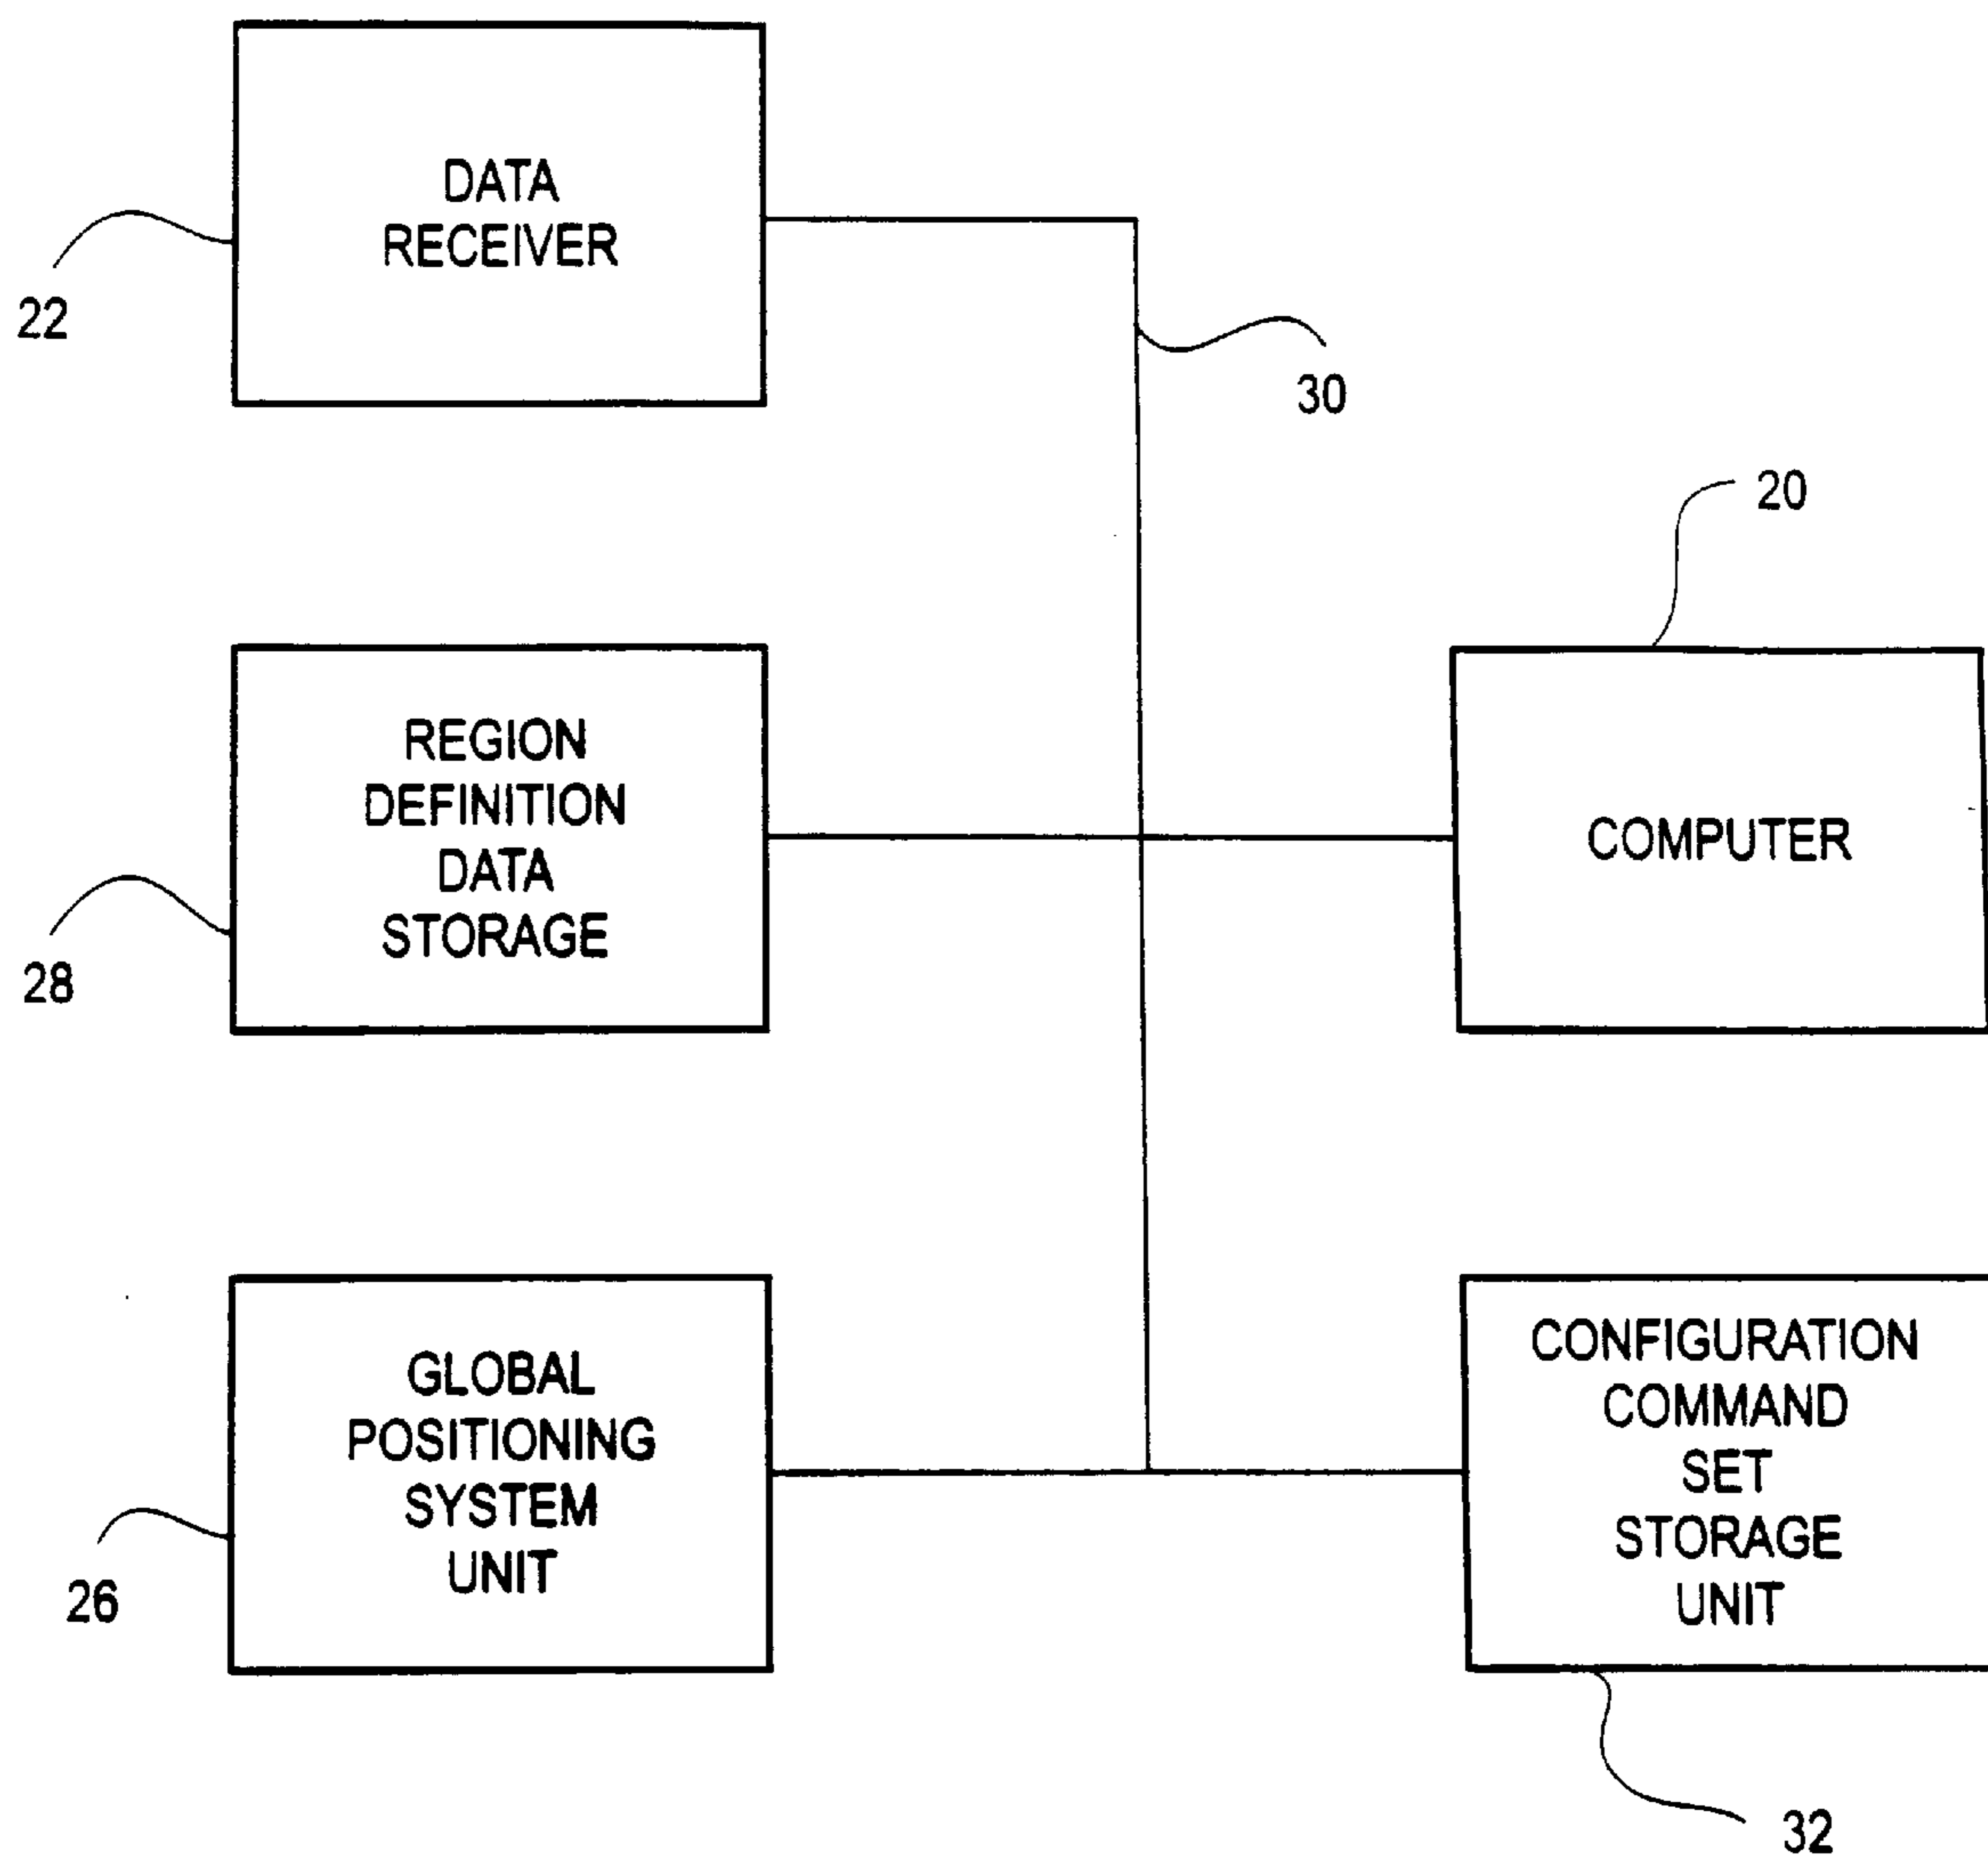 DATA
RECEIVER
22
30
20
REGION
DEFINITION
DATA
STORAGE
28
COMPUTER
GLOBAL
POSITIONING
SYSTEM
UNIT
26
CONFIGURATION
COMMAND
SET
STORAGE
UNIT
32